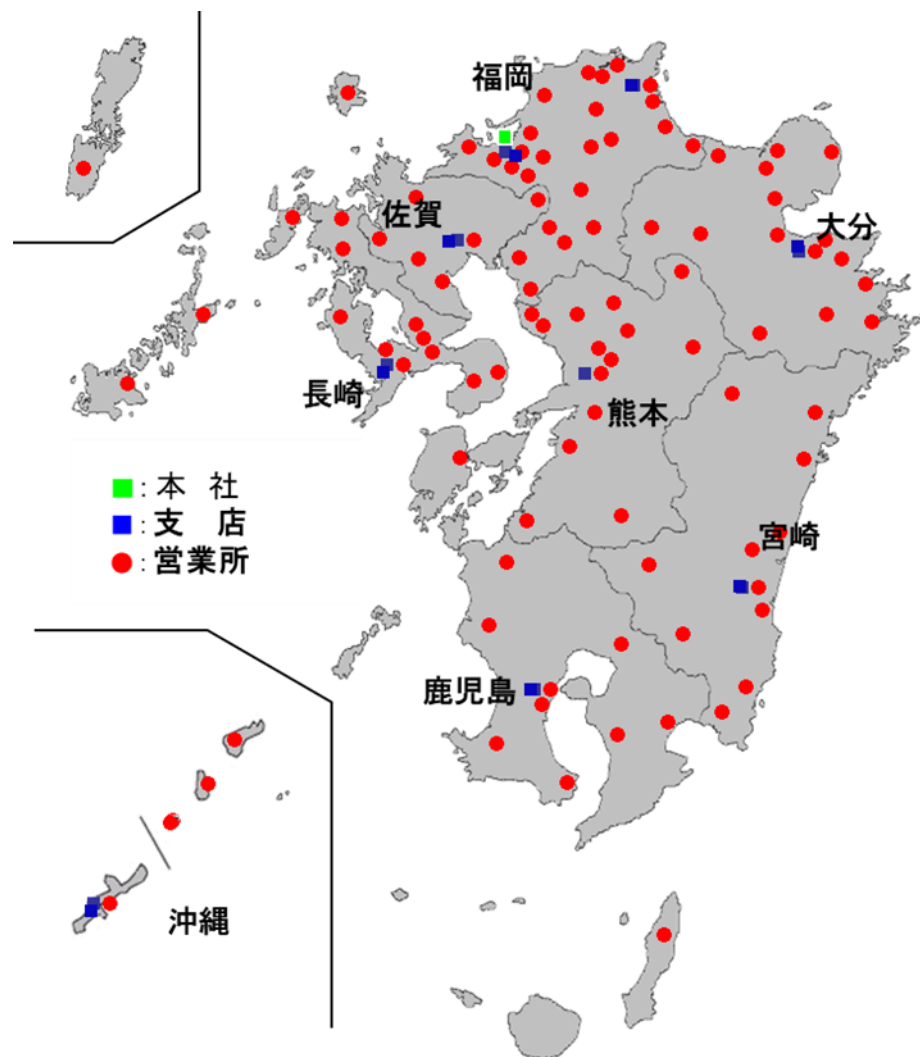 福岡
佐賀
大分
長崎
熊本
: 本 社
: 支 店
: 営業所
宮崎
鹿児島
沖縄